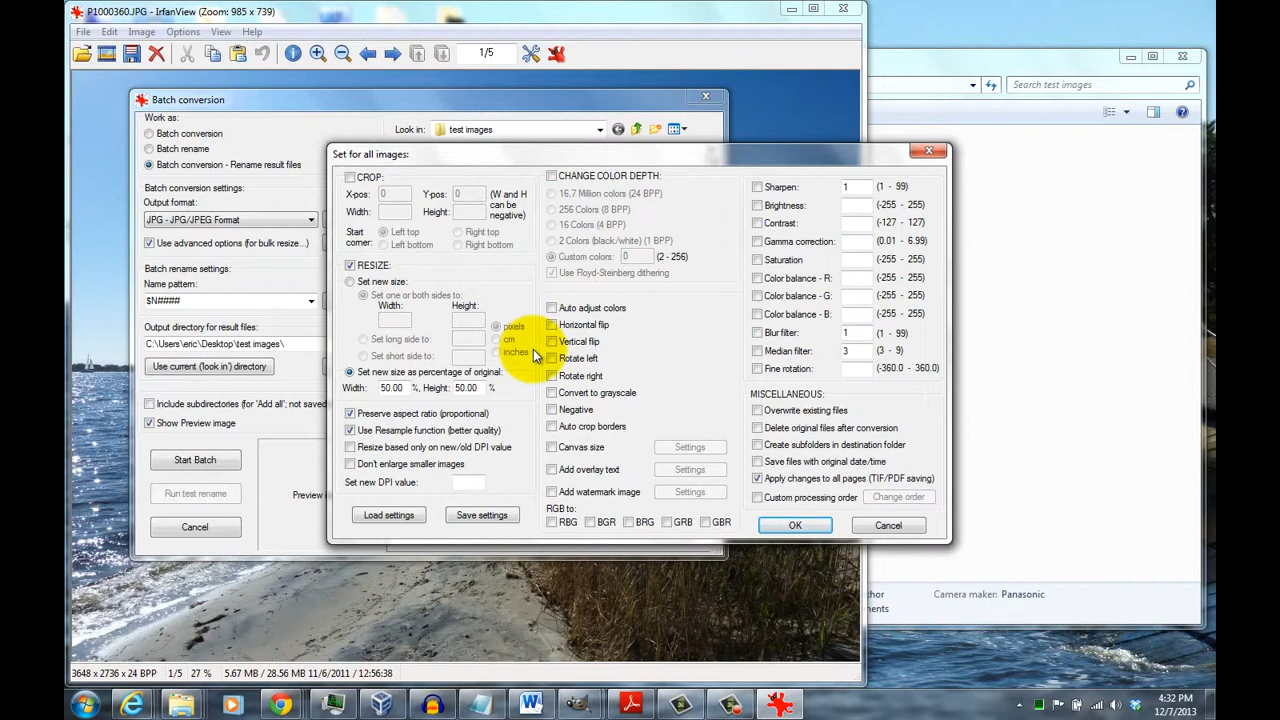 P1000360.JPG - IrfanView (Zoom: 985 x 739)
File Edit Image Options View Help
1/5
Search test images
Batch conversion
Work as:
Batch conversion
Batch rename
Batch conversion - Rename result files
Batch conversion settings:
Output format:
JPG - JPG/JPEG Format
Use advanced options (for bulk resize...)
Batch rename settings:
Name pattern:
$N####
Output directory for result files:
C:\Users\eric\Desktop\test images\
Use current ('look in') directory
Include subdirectories (for 'Add all'; not saved
Show Preview image
Start Batch
Run test rename
Cancel
Look in: test images
Preview i
Set for all images:
CROP:
X-pos: 0 Y-pos: 0 (W and H can be negative)
Width: Height:
Start corner: Left top Right top
Left bottom Right bottom
RESIZE:
Set new size:
Set one or both sides to:
Width: Height:
pixels
cm
inches
Set long side to:
Set short side to:
Set new size as percentage of original:
Width: 50.00 %, Height: 50.00 %
Preserve aspect ratio (proportional)
Use Resample function (better quality)
Resize based only on new/old DPI value
Don't enlarge smaller images
Set new DPI value:
Load settings Save settings
CHANGE COLOR DEPTH:
16,7 Million colors (24 BPP)
256 Colors (8 BPP)
16 Colors (4 BPP)
2 Colors (black/white) (1 BPP)
Custom colors: 0 (2 - 256)
Use Floyd-Steinberg dithering
Auto adjust colors
Horizontal flip
Vertical flip
Rotate left
Rotate right
Convert to grayscale
Negative
Auto crop borders
Canvas size Settings
Add overlay text Settings
Add watermark image Settings
RGB to:
RBG BGR BRG GRB GBR
Sharpen: 1 (1 - 99)
Brightness: (-255 - 255)
Contrast: (-127 - 127)
Gamma correction: (0.01 - 6.99)
Saturation: (-255 - 255)
Color balance - R: (-255 - 255)
Color balance - G: (-255 - 255)
Color balance - B: (-255 - 255)
Blur filter: 1 (1 - 99)
Median filter: 3 (3 - 9)
Fine rotation: (-360.0 - 360.0)
MISCELLANEOUS:
Overwrite existing files
Delete original files after conversion
Create subfolders in destination folder
Save files with original date/time
Apply changes to all pages (TIF/PDF saving)
Custom processing order Change order
OK Cancel
thor Camera maker: Panasonic
ments
3648 x 2736 x 24 BPP 1/5 27 % 5.67 MB / 28.56 MB 11/6/2011 / 12:56:38
4:32 PM
12/7/2013